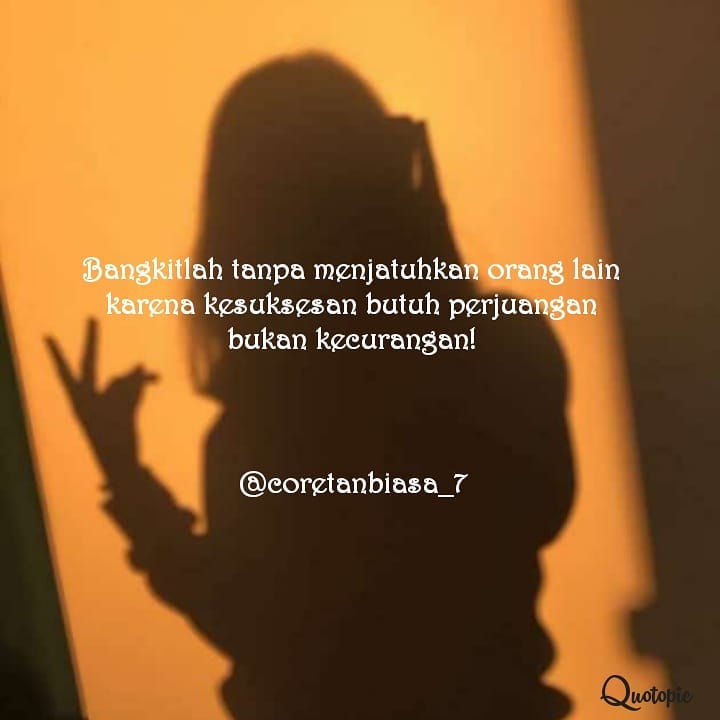 Bangkitlah tanpa menjatuhkan orang lain
karena kesuksesan butuh perjuangan
bukan kecurangan!
@coretanbiasa_7
Quotopic